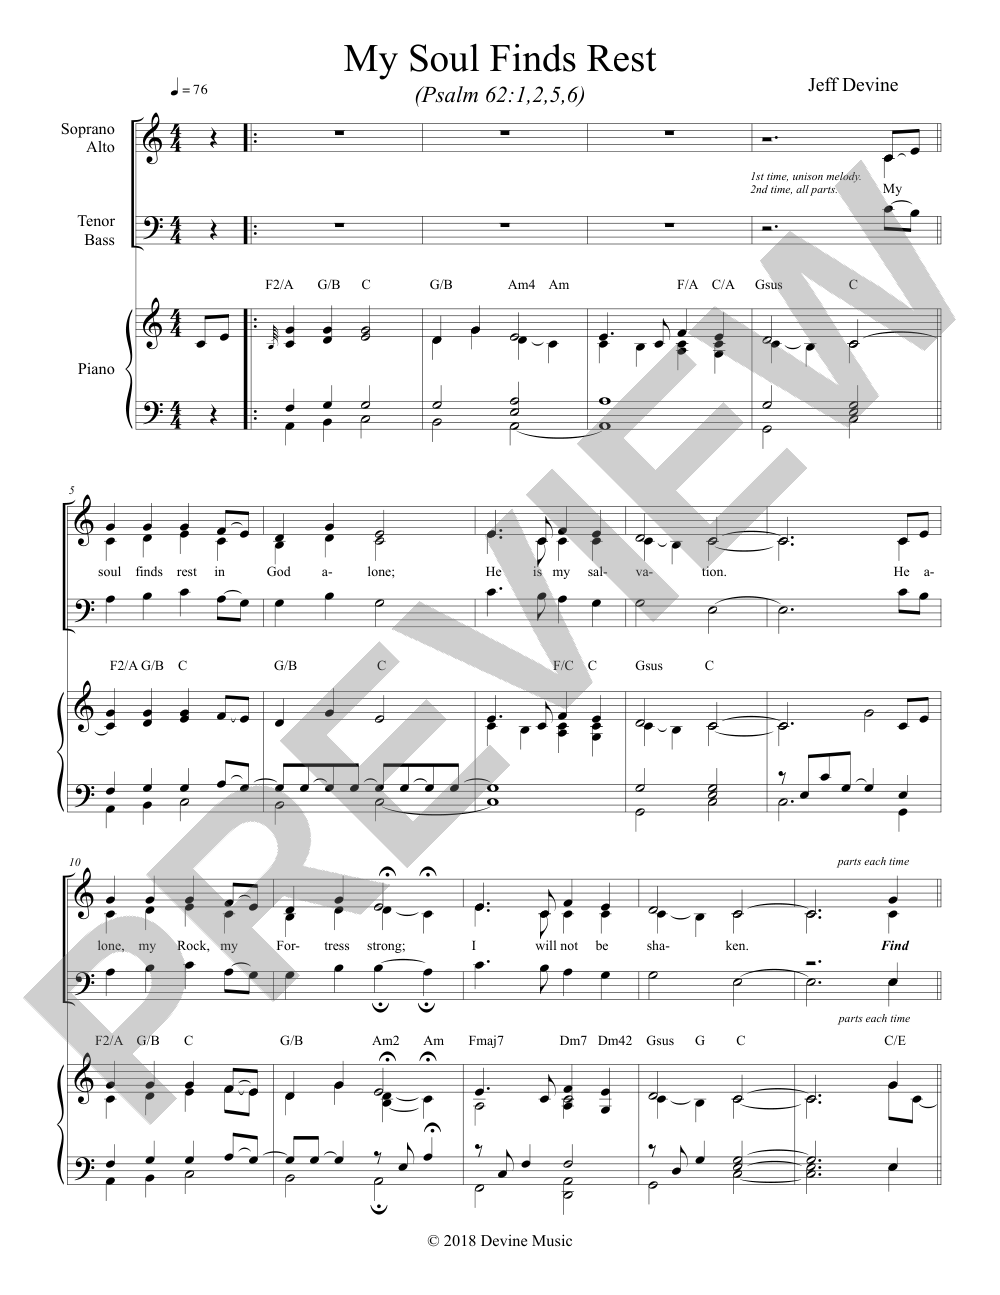 My Soul Finds Rest
(Psalm 62:1,2,5,6)
Jeff Devine
♩ = 76
Soprano
Alto
1st time, unison melody.
2nd time, all parts.
My
Tenor
Bass
F2/A G/B C G/B Am4 Am F/A C/A Gsus C
Piano
5
soul finds rest in God a- lone; He is my sal- va- tion. He a-
F2/A G/B C G/B C F/C C Gsus C
10
parts each time
lone, my Rock, my For- tress strong; I will not be sha- ken. Find
parts each time
F2/A G/B C G/B Am2 Am Fmaj7 Dm7 Dm42 Gsus G C C/E
© 2018 Devine Music
PREVIEW